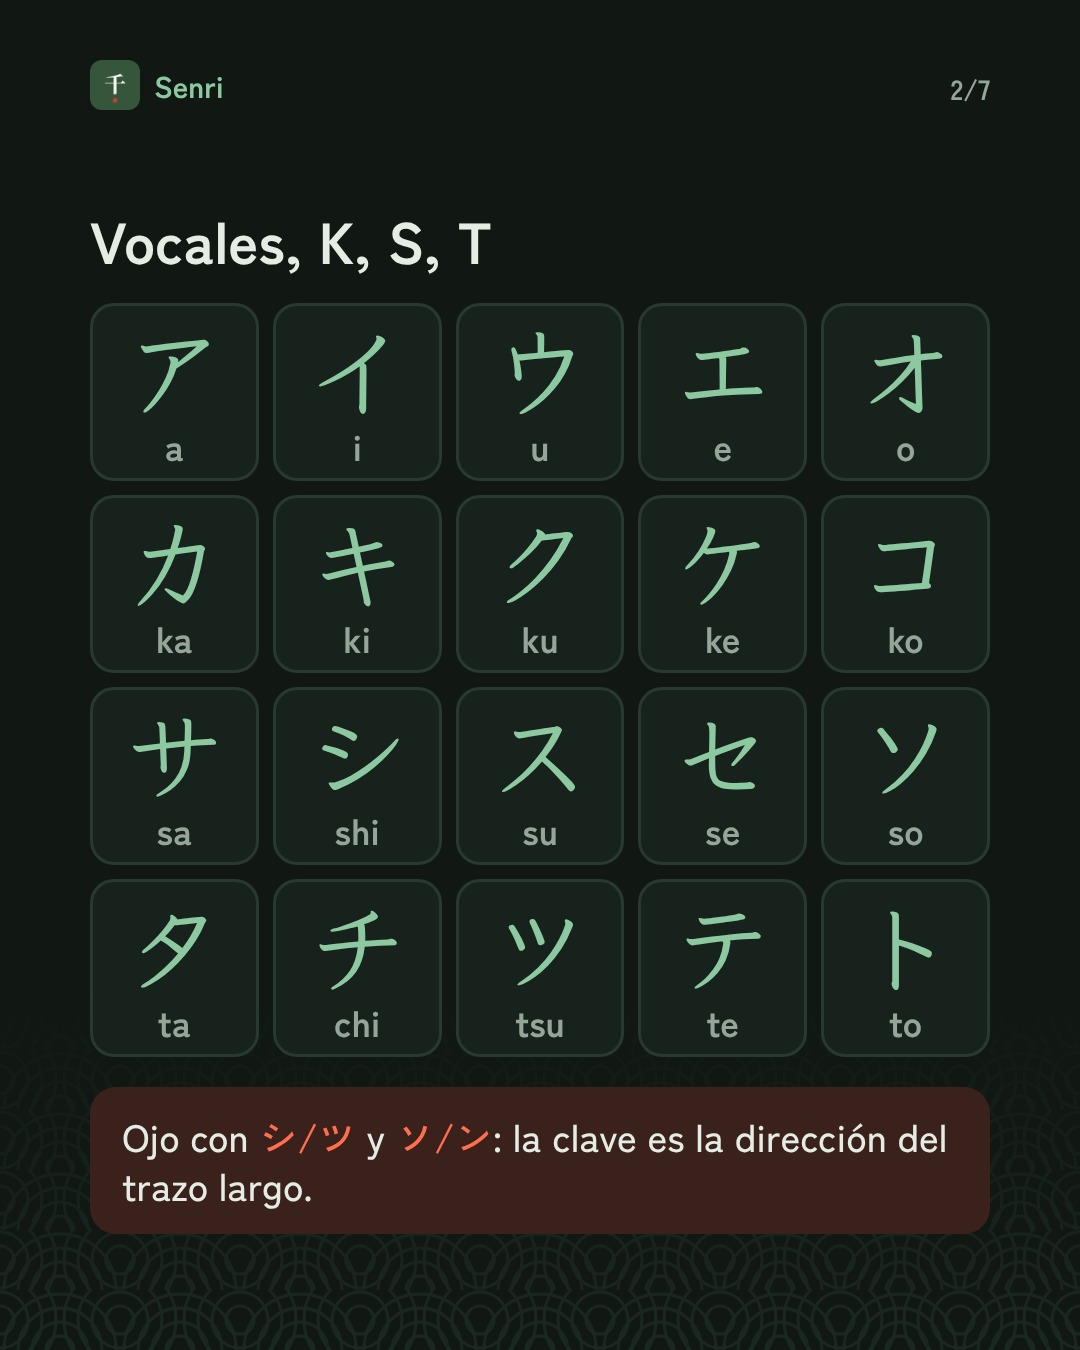 千 Senri
2/7
Vocales, K, S, T
ア イ ウ エ オ
a i u e o
カ キ ク ケ コ
ka ki ku ke ko
サ シ ス セ ソ
sa shi su se so
タ チ ツ テ ト
ta chi tsu te to
Ojo con シ/ツ y ソ/ン: la clave es la dirección del
trazo largo.